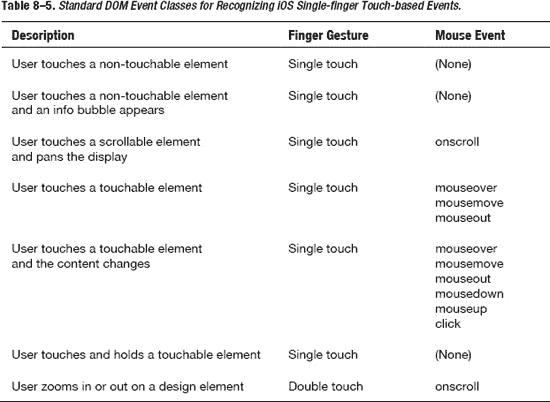 Table 8–5. Standard DOM Event Classes for Recognizing iOS Single-finger Touch-based Events.
Desoription Finger Gesture Mouse Event
User touches a non-touchable element Single touch (None)
User touches a non-touchable element Single touch (None)
and an info bubble appears
User touches a scrollable element Single touch onscroll
and pans the display
User touches a touchable element Single touch mouseover
mousemove
mouseout
User touches a touchable element Single touch mouseover
and the content changes mousemove
mouseout
mousedown
mouseup
click
User touches and holds a touchable element Single touch (None)
User zooms in or out on a design element Double touch onscroll